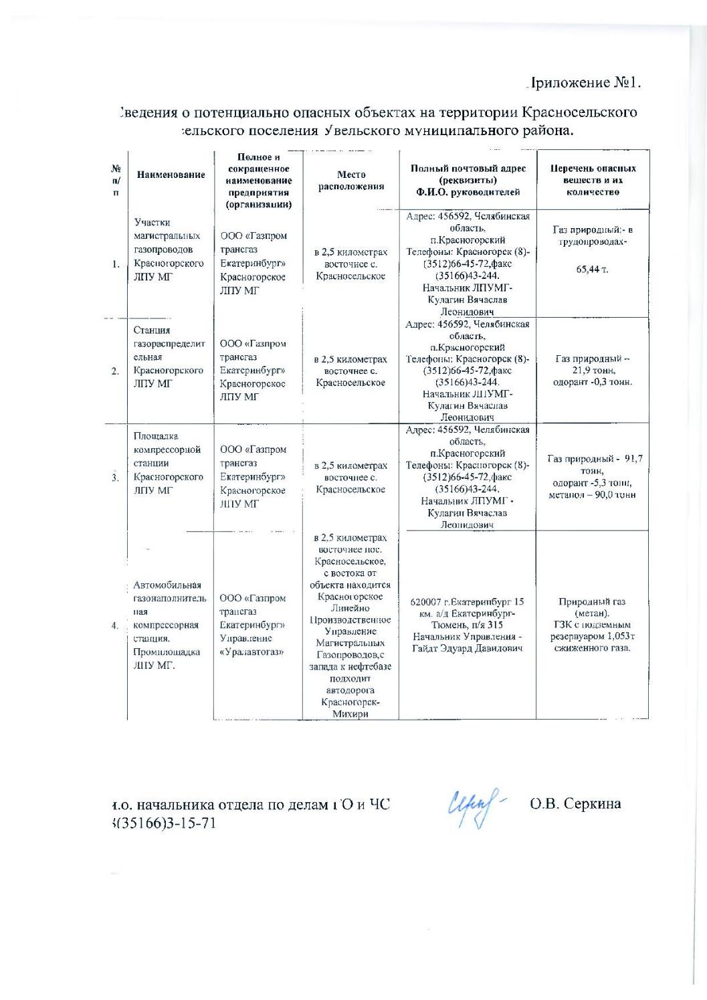 Приложение №1.
Сведения о потенциально опасных объектах на территории Красносельского
сельского поселения Увельского муниципального района.
№
п/
п
Наименование
Полное и
сокращенное
наименование
предприятия
(организации)
Место
расположения
Полный почтовый адрес
(реквизиты)
Ф.И.О. руководителей
Перечень опасных
веществ и их
количество
1.
Участки
магистральных
газопроводов
Красногорского
ЛПУ МГ
ООО «Газпром
трансгаз
Екатеринбург»
Красногорское
ЛПУ МГ
в 2,5 километрах
восточнее с.
Красносельское
Адрес: 456592, Челябинская
область,
п.Красногорский
Телефоны: Красногорск (8)-
(3512)66-45-72,факс
(35166)43-244.
Начальник ЛПУМГ-
Кулагин Вячаслав
Леонидович
Газ природный:- в
трудопроводах-
65,44 т.
2.
Станция
газораспределит
ельная
Красногорского
ЛПУ МГ
ООО «Газпром
трансгаз
Екатеринбург»
Красногорское
ЛПУ МГ
в 2,5 километрах
восточнее с.
Красносельское
Адрес: 456592, Челябинская
область,
п.Красногорский
Телефоны: Красногорск (8)-
(3512)66-45-72,факс
(35166)43-244.
Начальник ЛПУМГ-
Кулагин Вячаслав
Леонидович
Газ природный –
21,9 тонн,
одорант -0,3 тонн.
3.
Площадка
компрессорной
станции
Красногорского
ЛПУ МГ
ООО «Газпром
трансгаз
Екатеринбург»
Красногорское
ЛПУ МГ
в 2,5 километрах
восточнее с.
Красносельское
Адрес: 456592, Челябинская
область,
п.Красногорский
Телефоны: Красногорск (8)-
(3512)66-45-72,факс
(35166)43-244.
Начальник ЛПУМГ -
Кулагин Вячаслав
Леонидович
Газ природный - 91,7
тонн,
одорант -5,3 тонн,
метанол – 90,0 тонн
4.
Автомобильная
газонаполнитель
ная
компрессорная
станция.
Промплощадка
ЛПУ МГ.
ООО «Газпром
трансгаз
Екатеринбург»
Управление
«Уралавтогаз»
в 2,5 километрах
восточнее пос.
Красносельское,
с востока от
объекта находится
Красногорское
Линейно
Производственное
Управление
Магистральных
Газопроводов,с
запада к нефтебазе
подходит
автодорога
Красногорск-
Михири
620007 г.Екатеринбург 15
км. а/д Екатеринбург-
Тюмень, п/я 315
Начальник Управления -
Гайдт Эдуард Давидович
Природный газ
(метан).
ГЗК с подземным
резервуаром 1,053т
сжиженного газа.
и.о. начальника отдела по делам ГО и ЧС
О.В. Серкина
8(35166)3-15-71